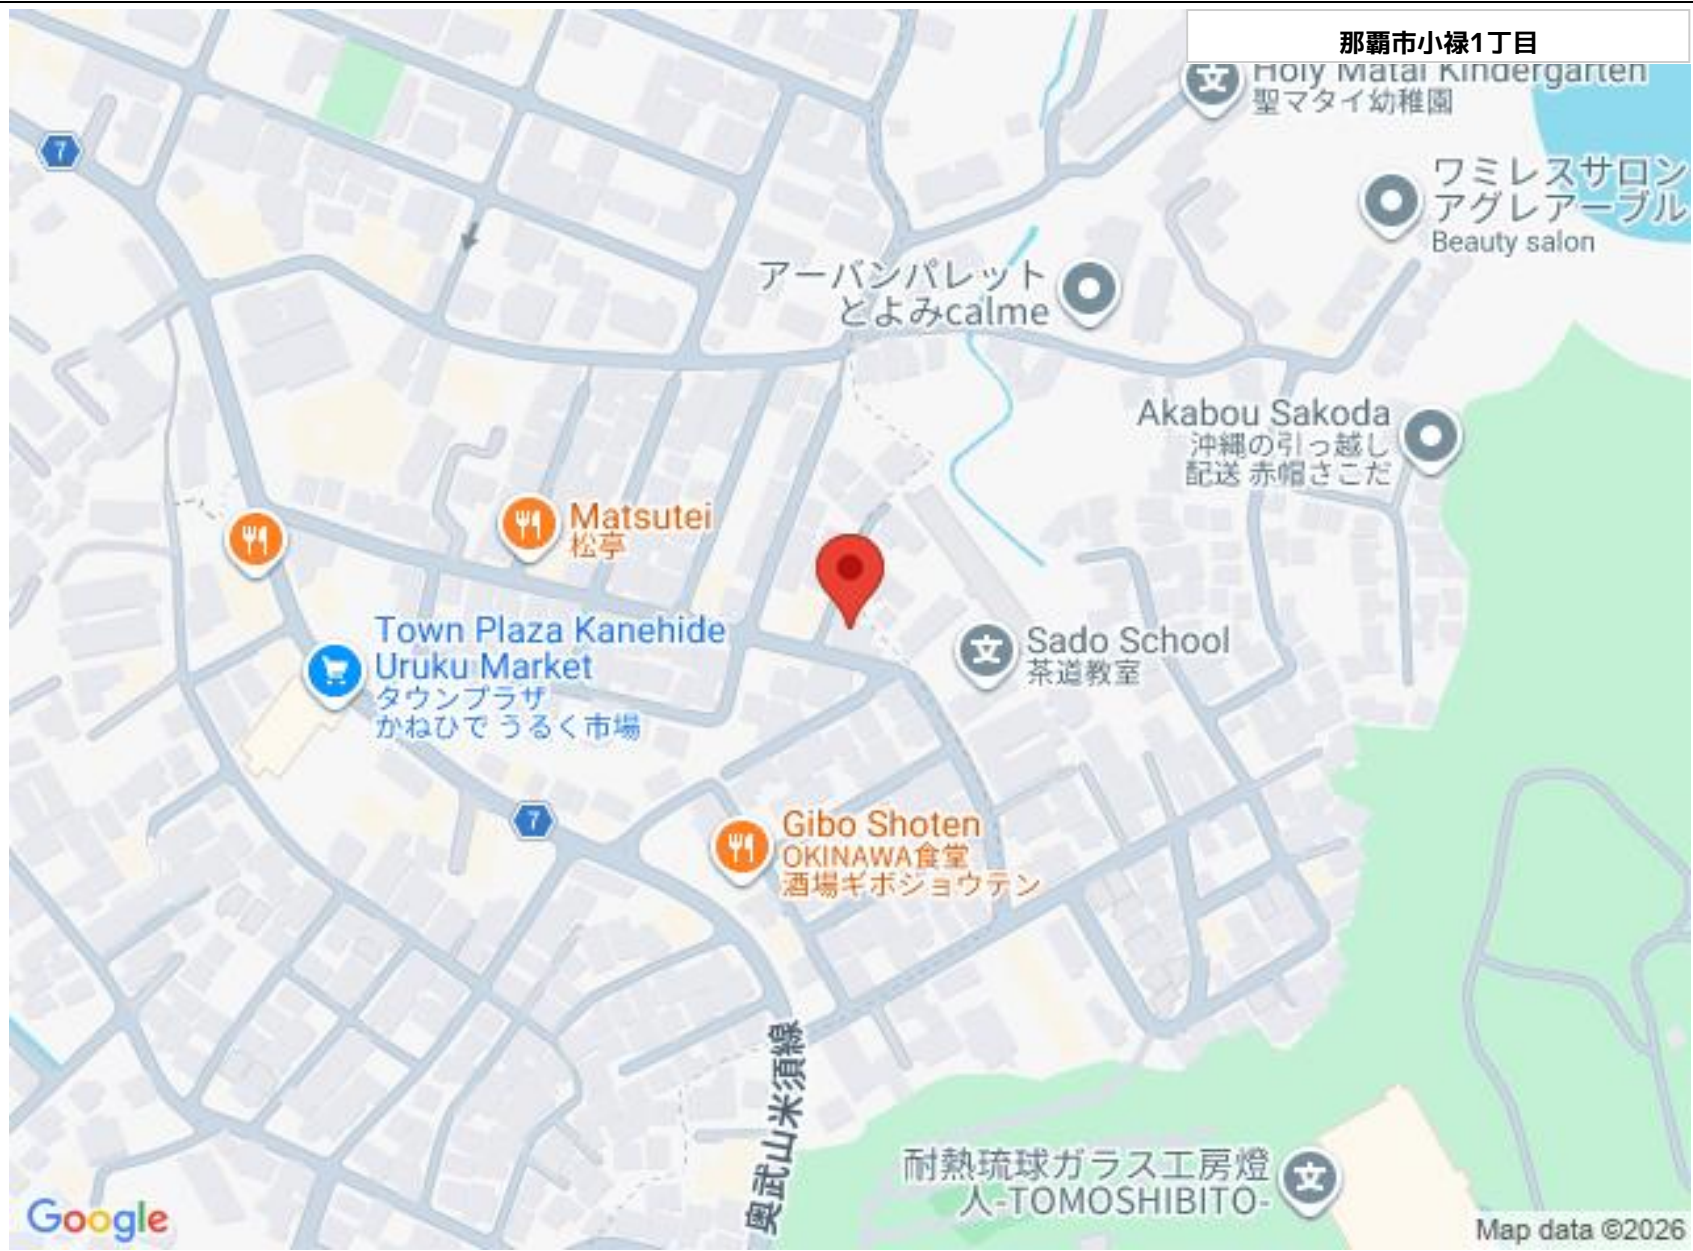 那覇市小禄1丁目
Holy Matai Kindergarten
聖マタイ幼稚園
7
ワミレスサロン
アグレアーブル
Beauty salon
アーバンパレット
とよみcalme
Akabou Sakoda
沖縄の引っ越し
配送 赤帽さこだ
Matsutei
松亭
Town Plaza Kanehide
Uruku Market
タウンプラザ
かねひで うるく市場
Sado School
茶道教室
7
Gibo Shoten
OKINAWA食堂
酒場ギボジョウテン
奥武山米須線
耐熱琉球ガラス工房燈
人-TOMOSHIBITO-
Google
Map data ©2026